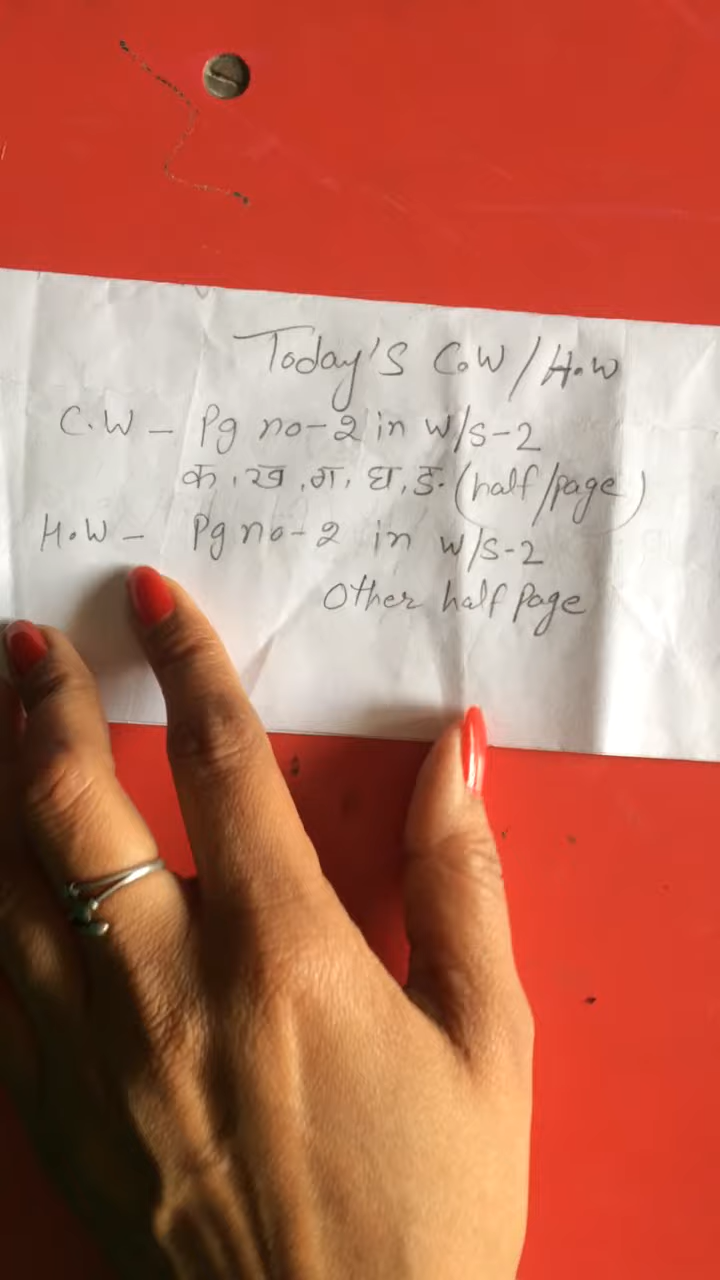 Today's C.W/H.W
C.W - Pg no-2 in W/S-2
क, ख, ग, घ, ङ. (half/page)
H.W - Pg no-2 in W/S-2
Other half Page